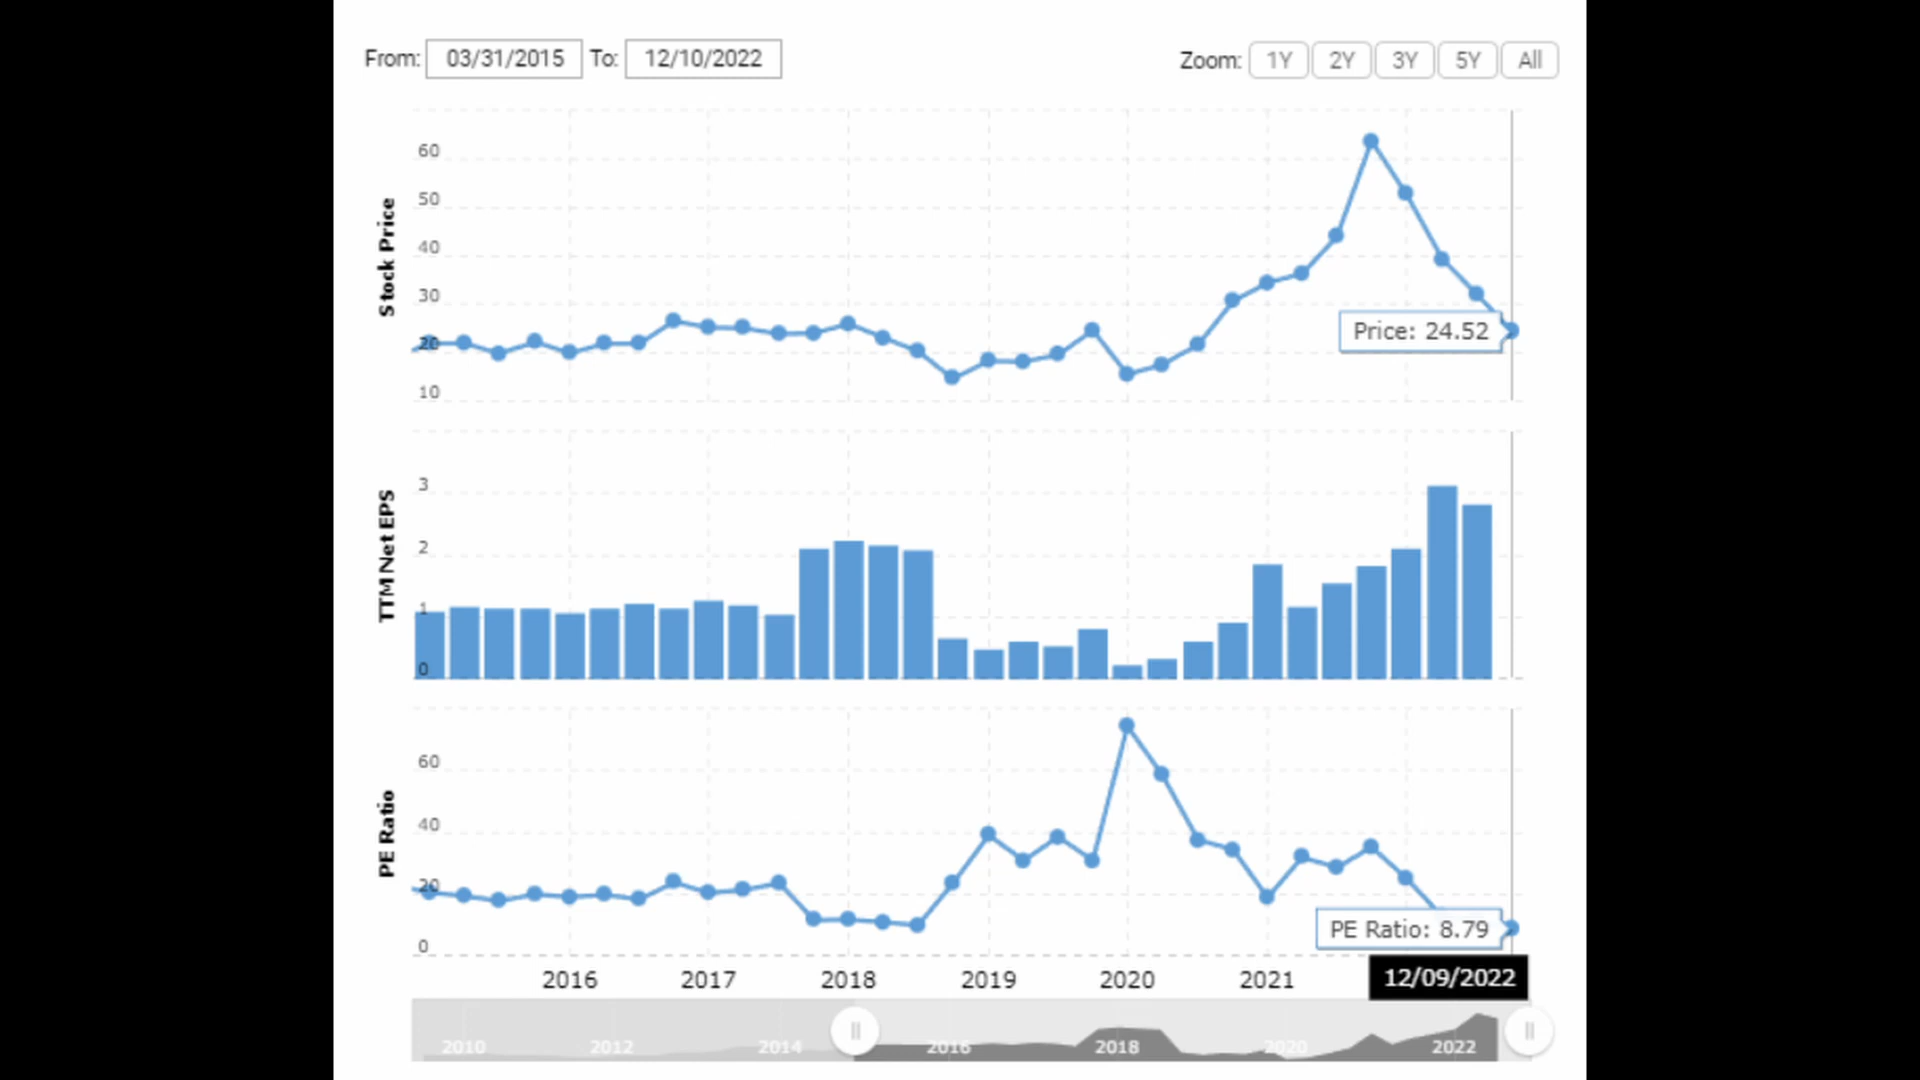 From: 03/31/2015 To: 12/10/2022 Zoom: 1Y 2Y 3Y 5Y All
Stock Price
60
50
40
30
20
10
Price: 24.52
TTM Net EPS
3
2
1
0
PE Ratio
60
40
20
0
PE Ratio: 8.79
2016 2017 2018 2019 2020 2021 12/09/2022
2010 2012 2014 2016 2018 2020 2022